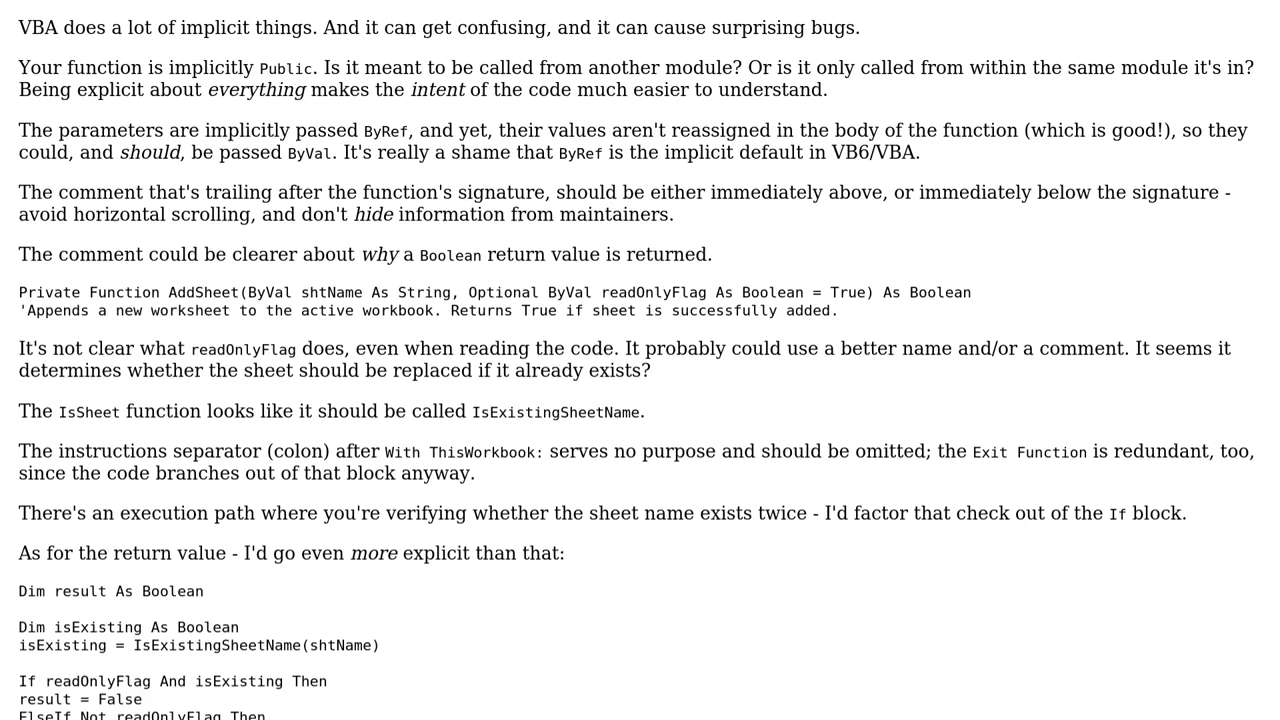 VBA does a lot of implicit things. And it can get confusing, and it can cause surprising bugs.
Your function is implicitly Public. Is it meant to be called from another module? Or is it only called from within the same module it's in?
Being explicit about everything makes the intent of the code much easier to understand.
The parameters are implicitly passed ByRef, and yet, their values aren't reassigned in the body of the function (which is good!), so they
could, and should, be passed ByVal. It's really a shame that ByRef is the implicit default in VB6/VBA.
The comment that's trailing after the function's signature, should be either immediately above, or immediately below the signature -
avoid horizontal scrolling, and don't hide information from maintainers.
The comment could be clearer about why a Boolean return value is returned.
Private Function AddSheet(ByVal shtName As String, Optional ByVal readOnlyFlag As Boolean = True) As Boolean
'Appends a new worksheet to the active workbook. Returns True if sheet is successfully added.
It's not clear what readOnlyFlag does, even when reading the code. It probably could use a better name and/or a comment. It seems it
determines whether the sheet should be replaced if it already exists?
The IsSheet function looks like it should be called IsExistingSheetName.
The instructions separator (colon) after With ThisWorkbook: serves no purpose and should be omitted; the Exit Function is redundant, too,
since the code branches out of that block anyway.
There's an execution path where you're verifying whether the sheet name exists twice - I'd factor that check out of the If block.
As for the return value - I'd go even more explicit than that:
Dim result As Boolean
Dim isExisting As Boolean
isExisting = IsExistingSheetName(shtName)
If readOnlyFlag And isExisting Then
result = False
ElseIf Not readOnlyFlag Then